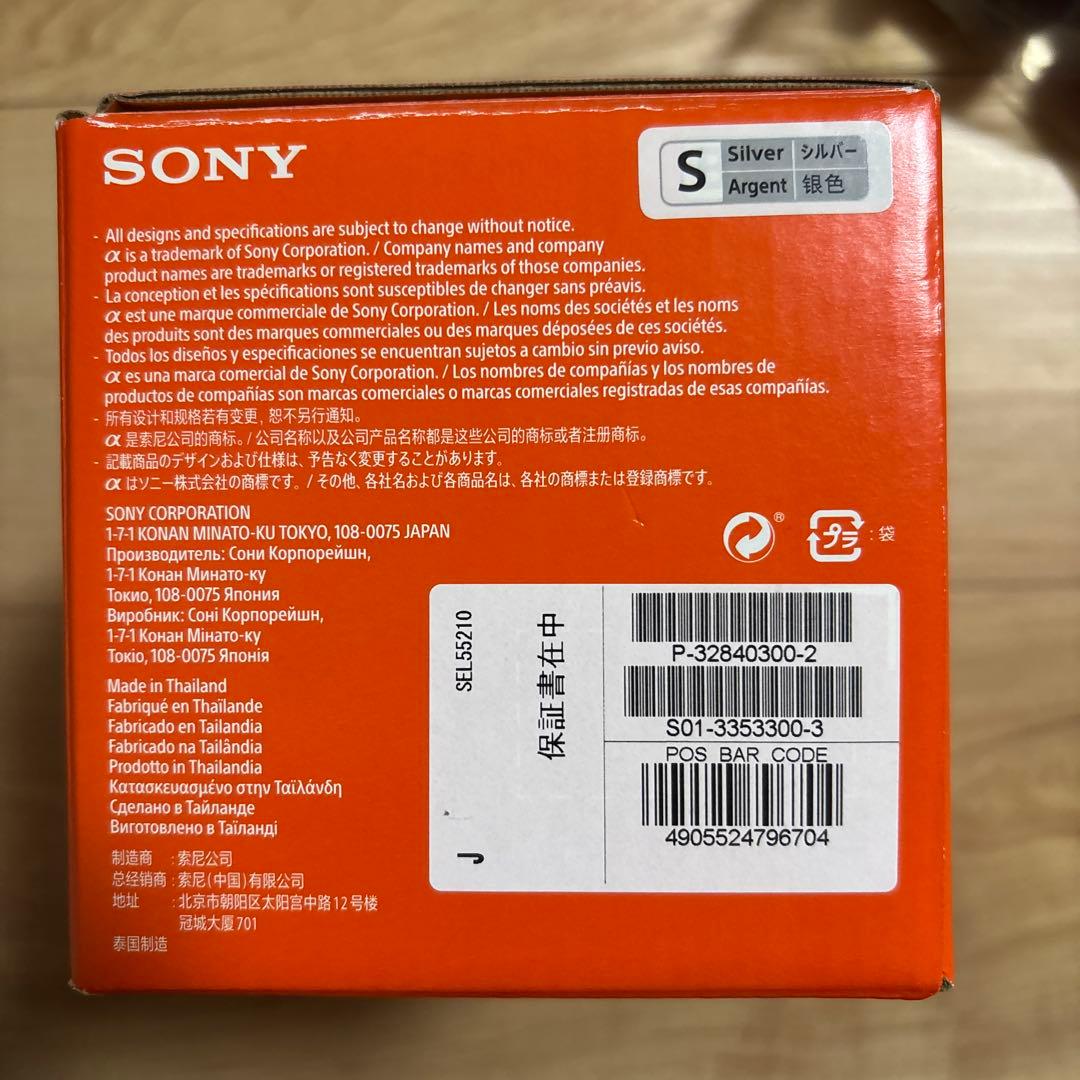 SONY
S
Silver シルバー
Argent 银色
- All designs and specifications are subject to change without notice.
α is a trademark of Sony Corporation. / Company names and company
product names are trademarks or registered trademarks of those companies.
- La conception et les spécifications sont susceptibles de changer sans préavis.
α est une marque commerciale de Sony Corporation. / Les noms des sociétés et les noms
des produits sont des marques commerciales ou des marques déposées de ces sociétés.
- Todos los diseños y especificaciones se encuentran sujetos a cambio sin previo aviso.
α es una marca comercial de Sony Corporation. / Los nombres de compañías y los nombres de
productos de compañías son marcas comerciales o marcas comerciales registradas de esas compañías.
- 所有设计和规格若有变更，恕不另行通知。
α 是索尼公司的商标。/ 公司名称以及公司产品名称都是这些公司的商标或者注册商标。
- 記載商品のデザインおよび仕様は、予告なく変更することがあります。
α はソニー株式会社の商標です。/ その他、各社名および各商品名は、各社の商標または登録商標です。
SONY CORPORATION
1-7-1 KONAN MINATO-KU TOKYO, 108-0075 JAPAN
Производитель: Сони Корпорейшн,
1-7-1 Конан Минато-ку
Токио, 108-0075 Япония
Виробник: Соні Корпорейшн,
1-7-1 Конан Мінато-ку
Токіо, 108-0075 Японія
®
プラ : 袋
Made in Thailand
Fabriqué en Thaïlande
Fabricado en Tailandia
Fabricado na Tailândia
Prodotto in Thailandia
Κατασκευασμένο στην Ταϊλάνδη
Сделано в Тайланде
Виготовлено в Таїланді
制造商 : 索尼公司
总经销商 : 索尼(中国)有限公司
地址 : 北京市朝阳区太阳宫中路12号楼
冠城大厦701
泰国制造
SEL55210
J
保証書在中
P-32840300-2
S01-3353300-3
POS BAR CODE
4905524796704